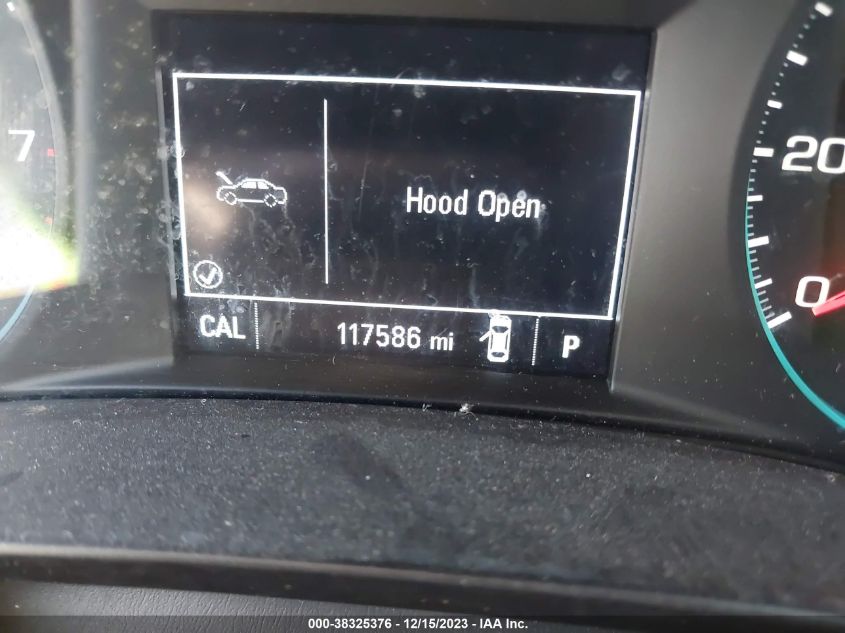 7
Hood Open
CAL 117586 mi P
20
0
000-38325376 - 12/15/2023 - IAA Inc.